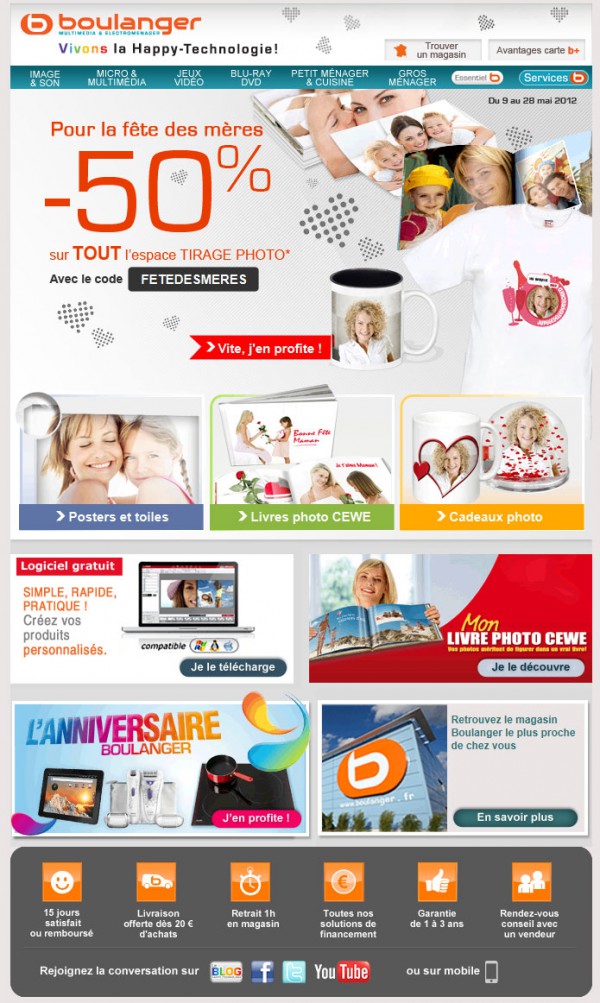 boulanger
MULTIMEDIA & ELECTROMENAGER
Vivons la Happy-Technologie!
Trouver
un magasin
Avantages carte b+
IMAGE
& SON
MICRO &
MULTIMÉDIA
JEUX
VIDÉO
BLU-RAY
DVD
PETIT MÉNAGER
& CUISINE
GROS
MÉNAGER
Essentiel b
Services b
Du 9 au 28 mai 2012
Pour la fête des mères
-50%
sur TOUT l'espace TIRAGE PHOTO*
Avec le code FETEDESMERES
Vite, j'en profite !
Bonne Fête
Maman
Je t'aime Maman
Posters et toiles
Livres photo CEWE
Cadeaux photo
Logiciel gratuit
SIMPLE, RAPIDE,
PRATIQUE !
Créez vos
produits
personnalisés.
compatible
Je le télécharge
Mon
LIVRE PHOTO CEWE
Vos photos méritent de figurer dans un vrai livre!
Je le découvre
L'ANNIVERSAIRE
BOULANGER
J'en profite !
www.boulanger.fr
Retrouvez le magasin
Boulanger le plus proche
de chez vous
En savoir plus
15 jours
satisfait
ou remboursé
Livraison
offerte dès 20 €
d'achats
Retrait 1h
en magasin
Toutes nos
solutions de
financement
Garantie
de 1 à 3 ans
Rendez-vous
conseil avec
un vendeur
Rejoignez la conversation sur BLOG f t YouTube ou sur mobile